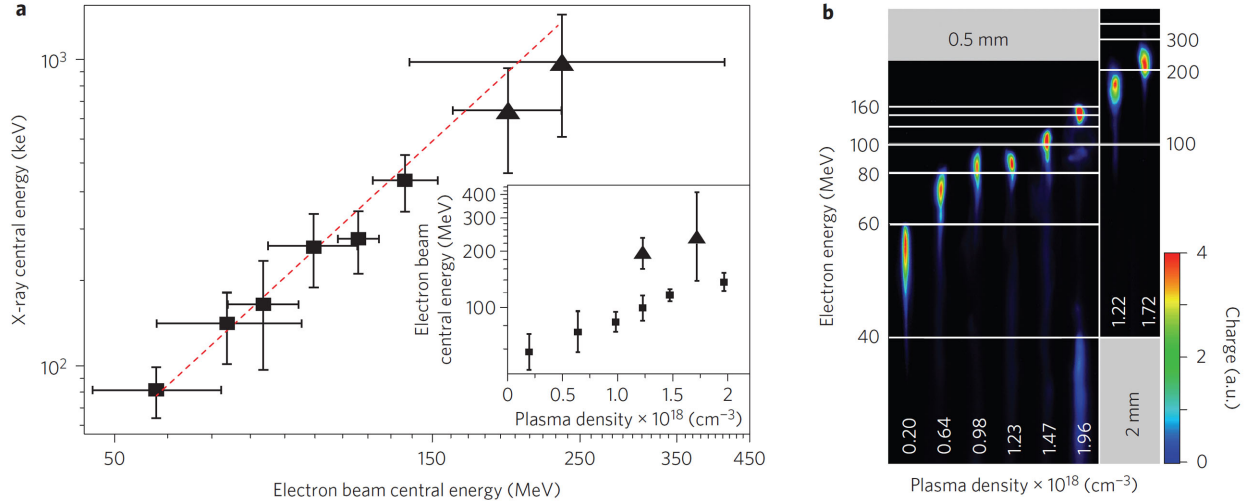 a
X-ray central energy (keV)
10³
10²
50
150
250
350
450
Electron beam central energy (MeV)
Electron beam
central energy (MeV)
400
300
200
100
0
0.5
1.0
1.5
2
Plasma density × 10¹⁸ (cm⁻³)
b
0.5 mm
Electron energy (MeV)
160
100
80
60
40
300
200
100
0.20
0.64
0.98
1.23
1.47
1.96
1.22
1.72
2 mm
Plasma density × 10¹⁸ (cm⁻³)
4
2
0
Charge (a.u.)